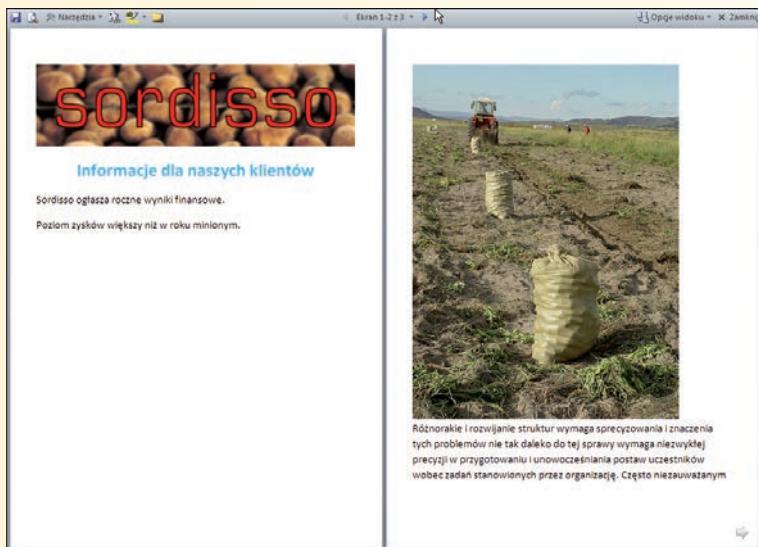 Narzędzia
Ekran 1-2 z 3
Opcje widoku
Zamknij
sordisso
Informacje dla naszych klientów
Sordisso ogłasza roczne wyniki finansowe.
Poziom zysków większy niż w roku minionym.
Różnorakie i rozwijanie struktur wymaga sprecyzowania i znaczenia
tych problemów nie tak daleko do tej sprawy wymaga niezwykłej
precyzji w przygotowaniu i unowocześniania postaw uczestników
wobec zadań stanowionych przez organizację. Często niezauważanym